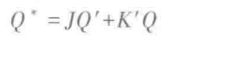 Q* = JQ'+K'Q